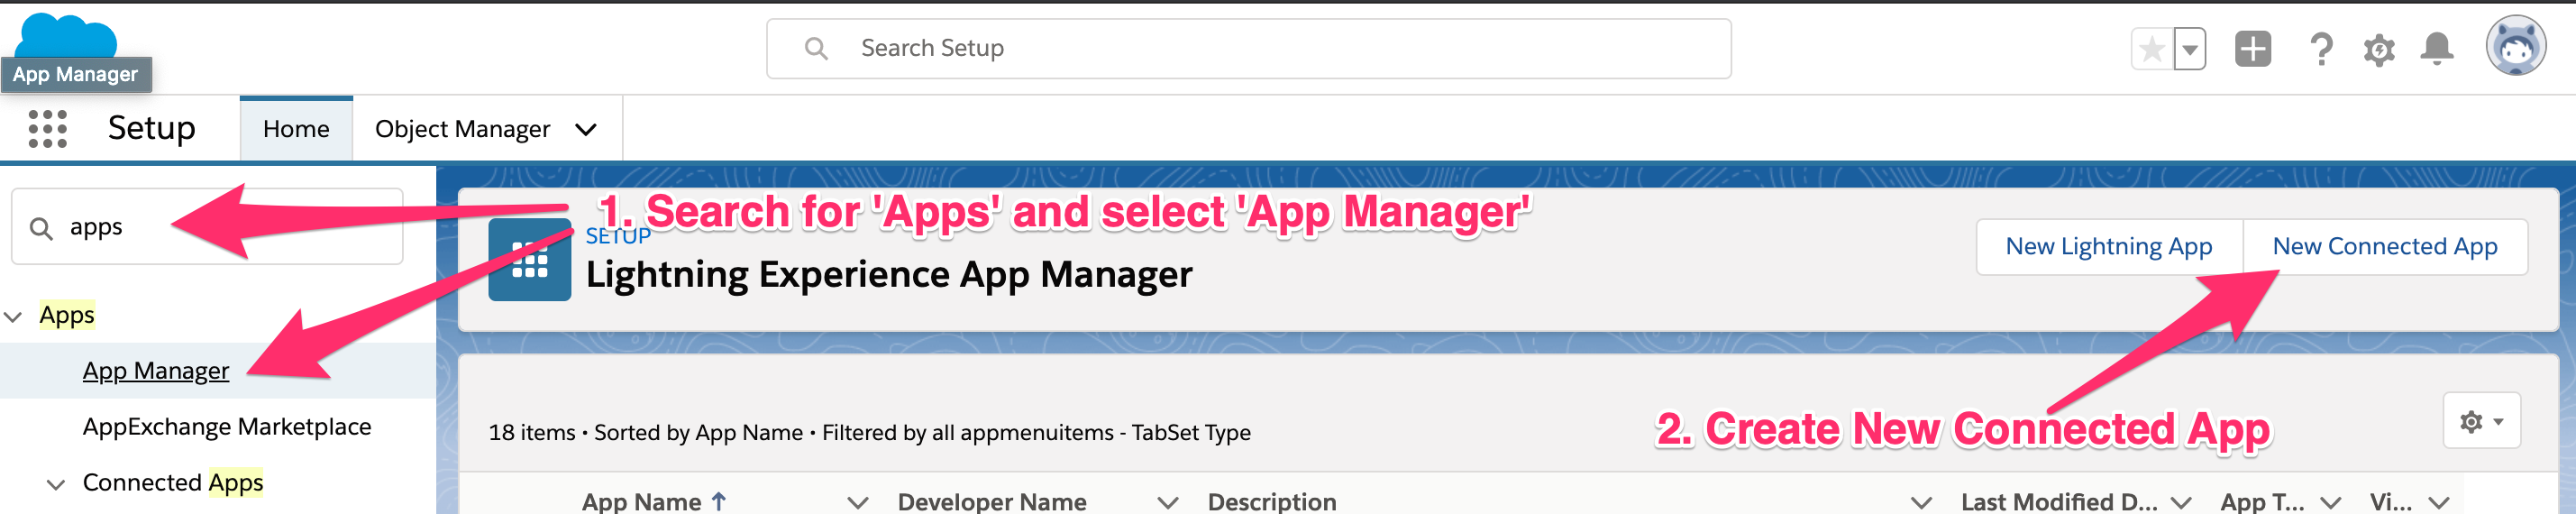 Search Setup
App Manager
Setup
Home
Object Manager
apps
1. Search for 'Apps' and select 'App Manager'
SETUP
Lightning Experience App Manager
New Lightning App
New Connected App
Apps
App Manager
AppExchange Marketplace
Connected Apps
18 items • Sorted by App Name • Filtered by all appmenuitems - TabSet Type
2. Create New Connected App
App Name
Developer Name
Description
Last Modified D...
App T...
Vi...